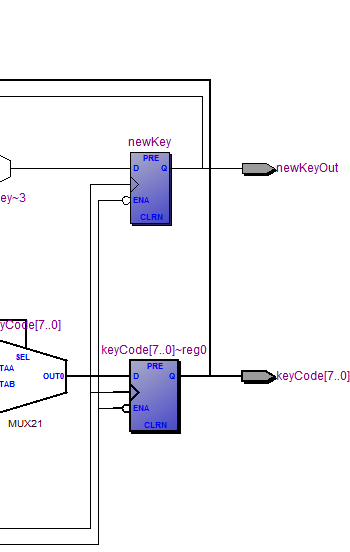 newKey
PRE
D Q
ENA
CLRN
newKeyOut
ey~3
yCode[7..0]
SEL
TAA
TAB
OUT0
MUX21
keyCode[7..0]~reg0
PRE
D Q
ENA
CLRN
keyCode[7..0]